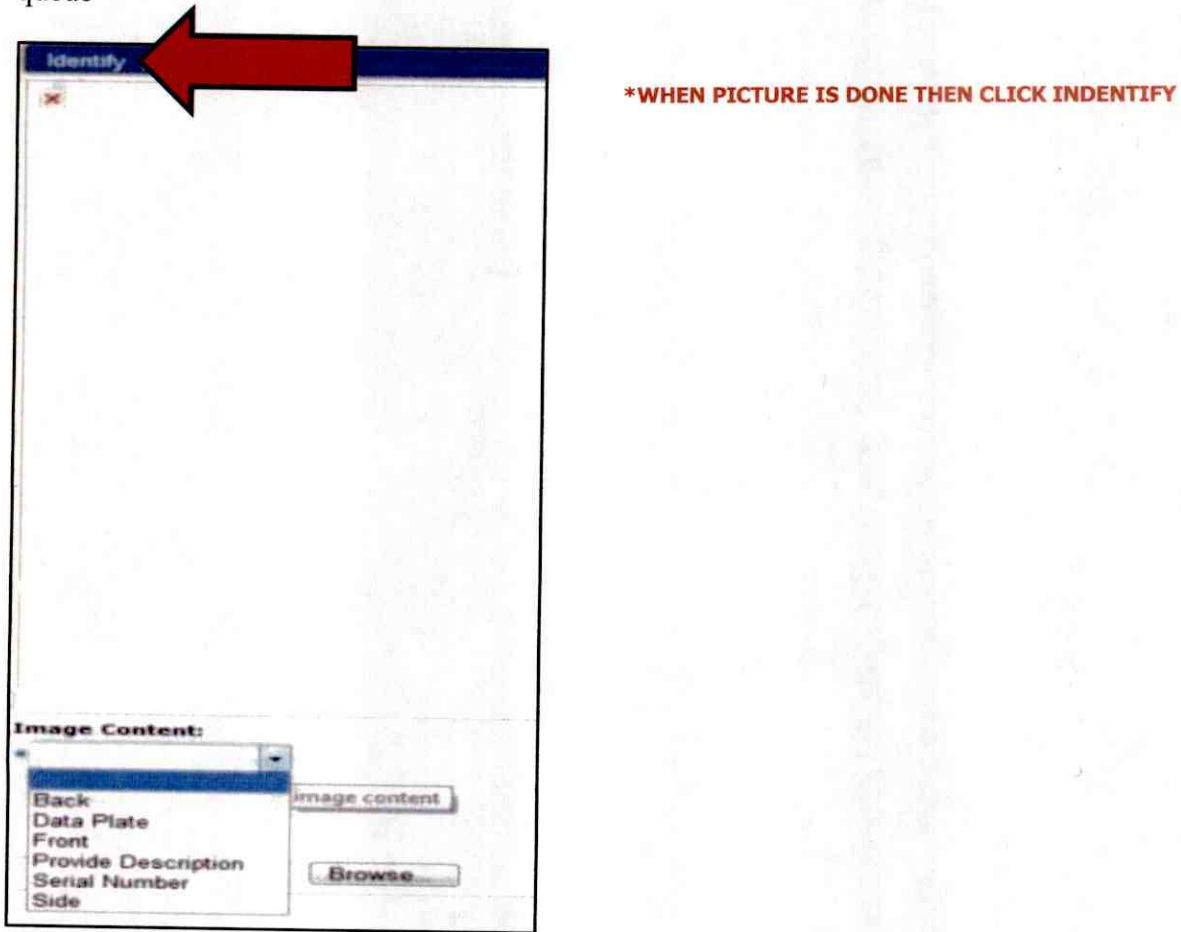 Identify
*WHEN PICTURE IS DONE THEN CLICK INDENTIFY
Image Content:
Back
image content
Data Plate
Front
Provide Description
Browse...
Serial Number
Side